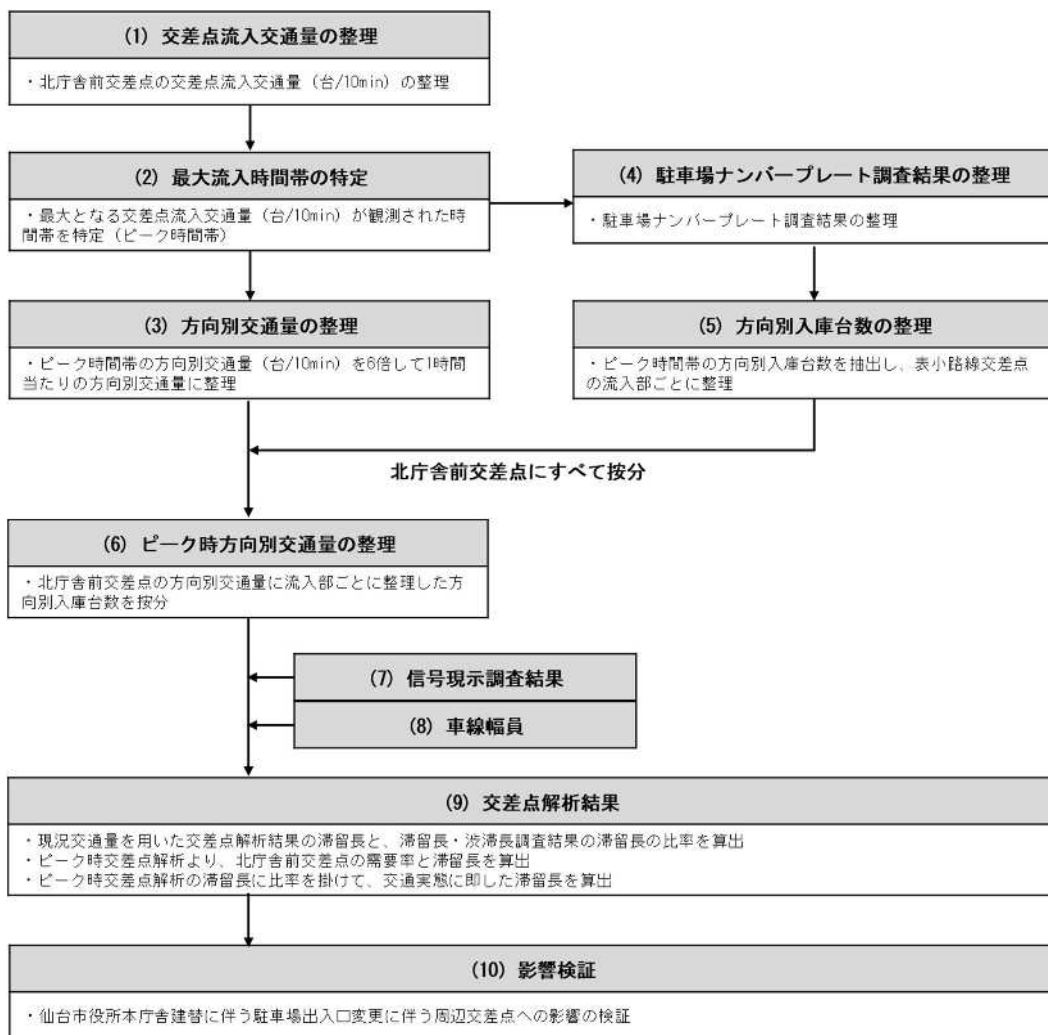 (1) 交差点流入交通量の整理
・北庁舎前交差点の交差点流入交通量（台/10min）の整理
(2) 最大流入時間帯の特定
・最大となる交差点流入交通量（台/10min）が観測された時
間帯を特定（ピーク時間帯）
(4) 駐車場ナンバープレート調査結果の整理
・駐車場ナンバープレート調査結果の整理
(3) 方向別交通量の整理
・ピーク時間帯の方向別交通量（台/10min）を6倍して1時間
当たりの方向別交通量に整理
(5) 方向別入庫台数の整理
・ピーク時間帯の方向別入庫台数を抽出し、表小路線交差点
の流入部ごとに整理
北庁舎前交差点にすべて按分
(6) ピーク時方向別交通量の整理
・北庁舎前交差点の方向別交通量に流入部ごとに整理した方
向別入庫台数を按分
(7) 信号現示調査結果
(8) 車線幅員
(9) 交差点解析結果
・現況交通量を用いた交差点解析結果の滞留長と、滞留長・渋滞長調査結果の滞留長の比率を算出
・ピーク時交差点解析より、北庁舎前交差点の需要率と滞留長を算出
・ピーク時交差点解析の滞留長に比率を掛けて、交通実態に即した滞留長を算出
(10) 影響検証
・仙台市役所本庁舎建替に伴う駐車場出入口変更に伴う周辺交差点への影響の検証